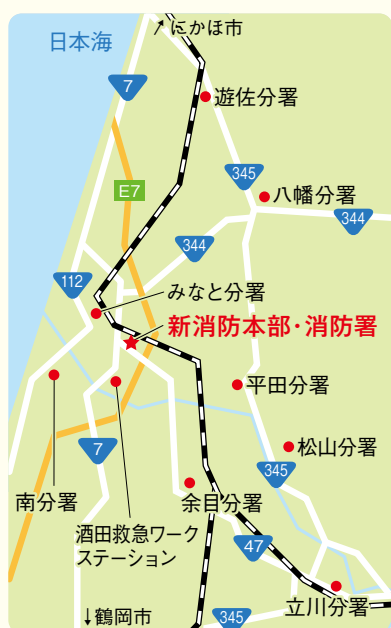 ↗にかほ市
日本海
7
遊佐分署
345
八幡分署
E7
344
344
112
みなと分署
新消防本部・消防署
平田分署
7
松山分署
345
南分署
余目分署
酒田救急ワーク
ステーション
47
立川分署
↓鶴岡市
345